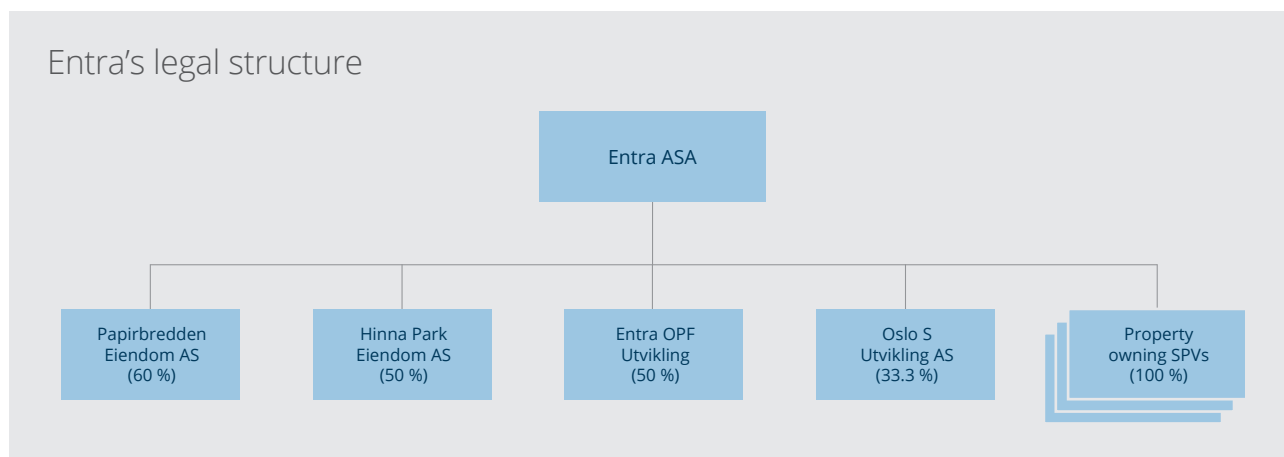 Entra’s legal structure
Entra ASA
Papirbredden
Eiendom AS
(60 %)
Hinna Park
Eiendom AS
(50 %)
Entra OPF
Utvikling
(50 %)
Oslo S
Utvikling AS
(33.3 %)
Property
owning SPVs
(100 %)